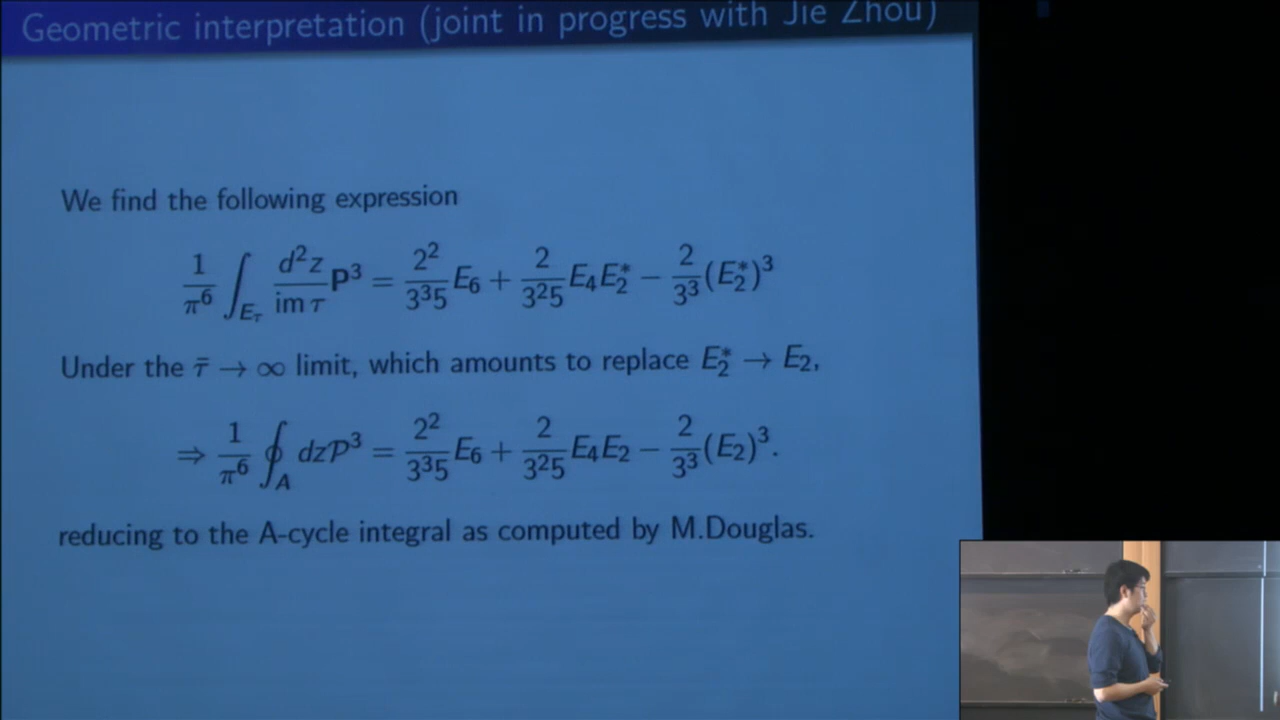 Geometric interpretation (joint in progress with Jie Zhou)
We find the following expression
$\frac{1}{\pi^6} \int_{E_\tau} \frac{d^2z}{\operatorname{im} \tau} \mathbf{P}^3 = \frac{2^2}{3^3 5} E_6 + \frac{2}{3^2 5} E_4 E_2^* - \frac{2}{3^3} (E_2^*)^3$
Under the $\bar{\tau} \to \infty$ limit, which amounts to replace $E_2^* \to E_2$,
$\Rightarrow \frac{1}{\pi^6} \oint_A dz \mathcal{P}^3 = \frac{2^2}{3^3 5} E_6 + \frac{2}{3^2 5} E_4 E_2 - \frac{2}{3^3} (E_2)^3.$
reducing to the A-cycle integral as computed by M.Douglas.